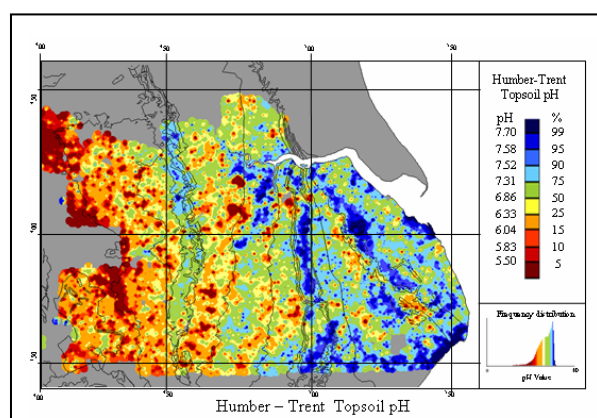 Humber-Trent
Topsoil pH
pH %
7.70 99
7.58 95
7.52 90
7.31 75
6.86 50
6.33 25
6.04 15
5.83 10
5.50 5
Frequency distribution
pH Value
Humber – Trent Topsoil pH